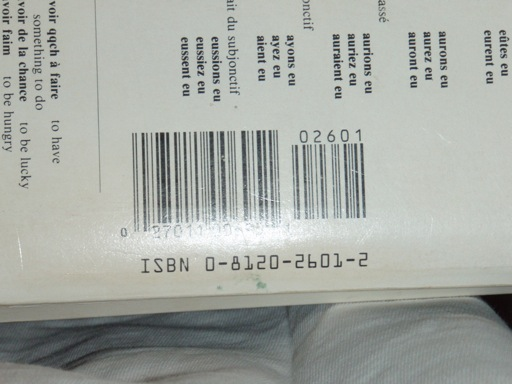 eûtes eu
eurent eu
aurons eu
aurez eu
auront eu
assé
aurions eu
auriez eu
auraient eu
onctif
ayons eu
ayez eu
aient eu
ait du subjonctif
eussions eu
eussiez eu
eussent eu
voir qqch à faire to have
something to do
voir de la chance to be lucky
voir faim to be hungry
02601
0
ISBN 0-8120-2601-2